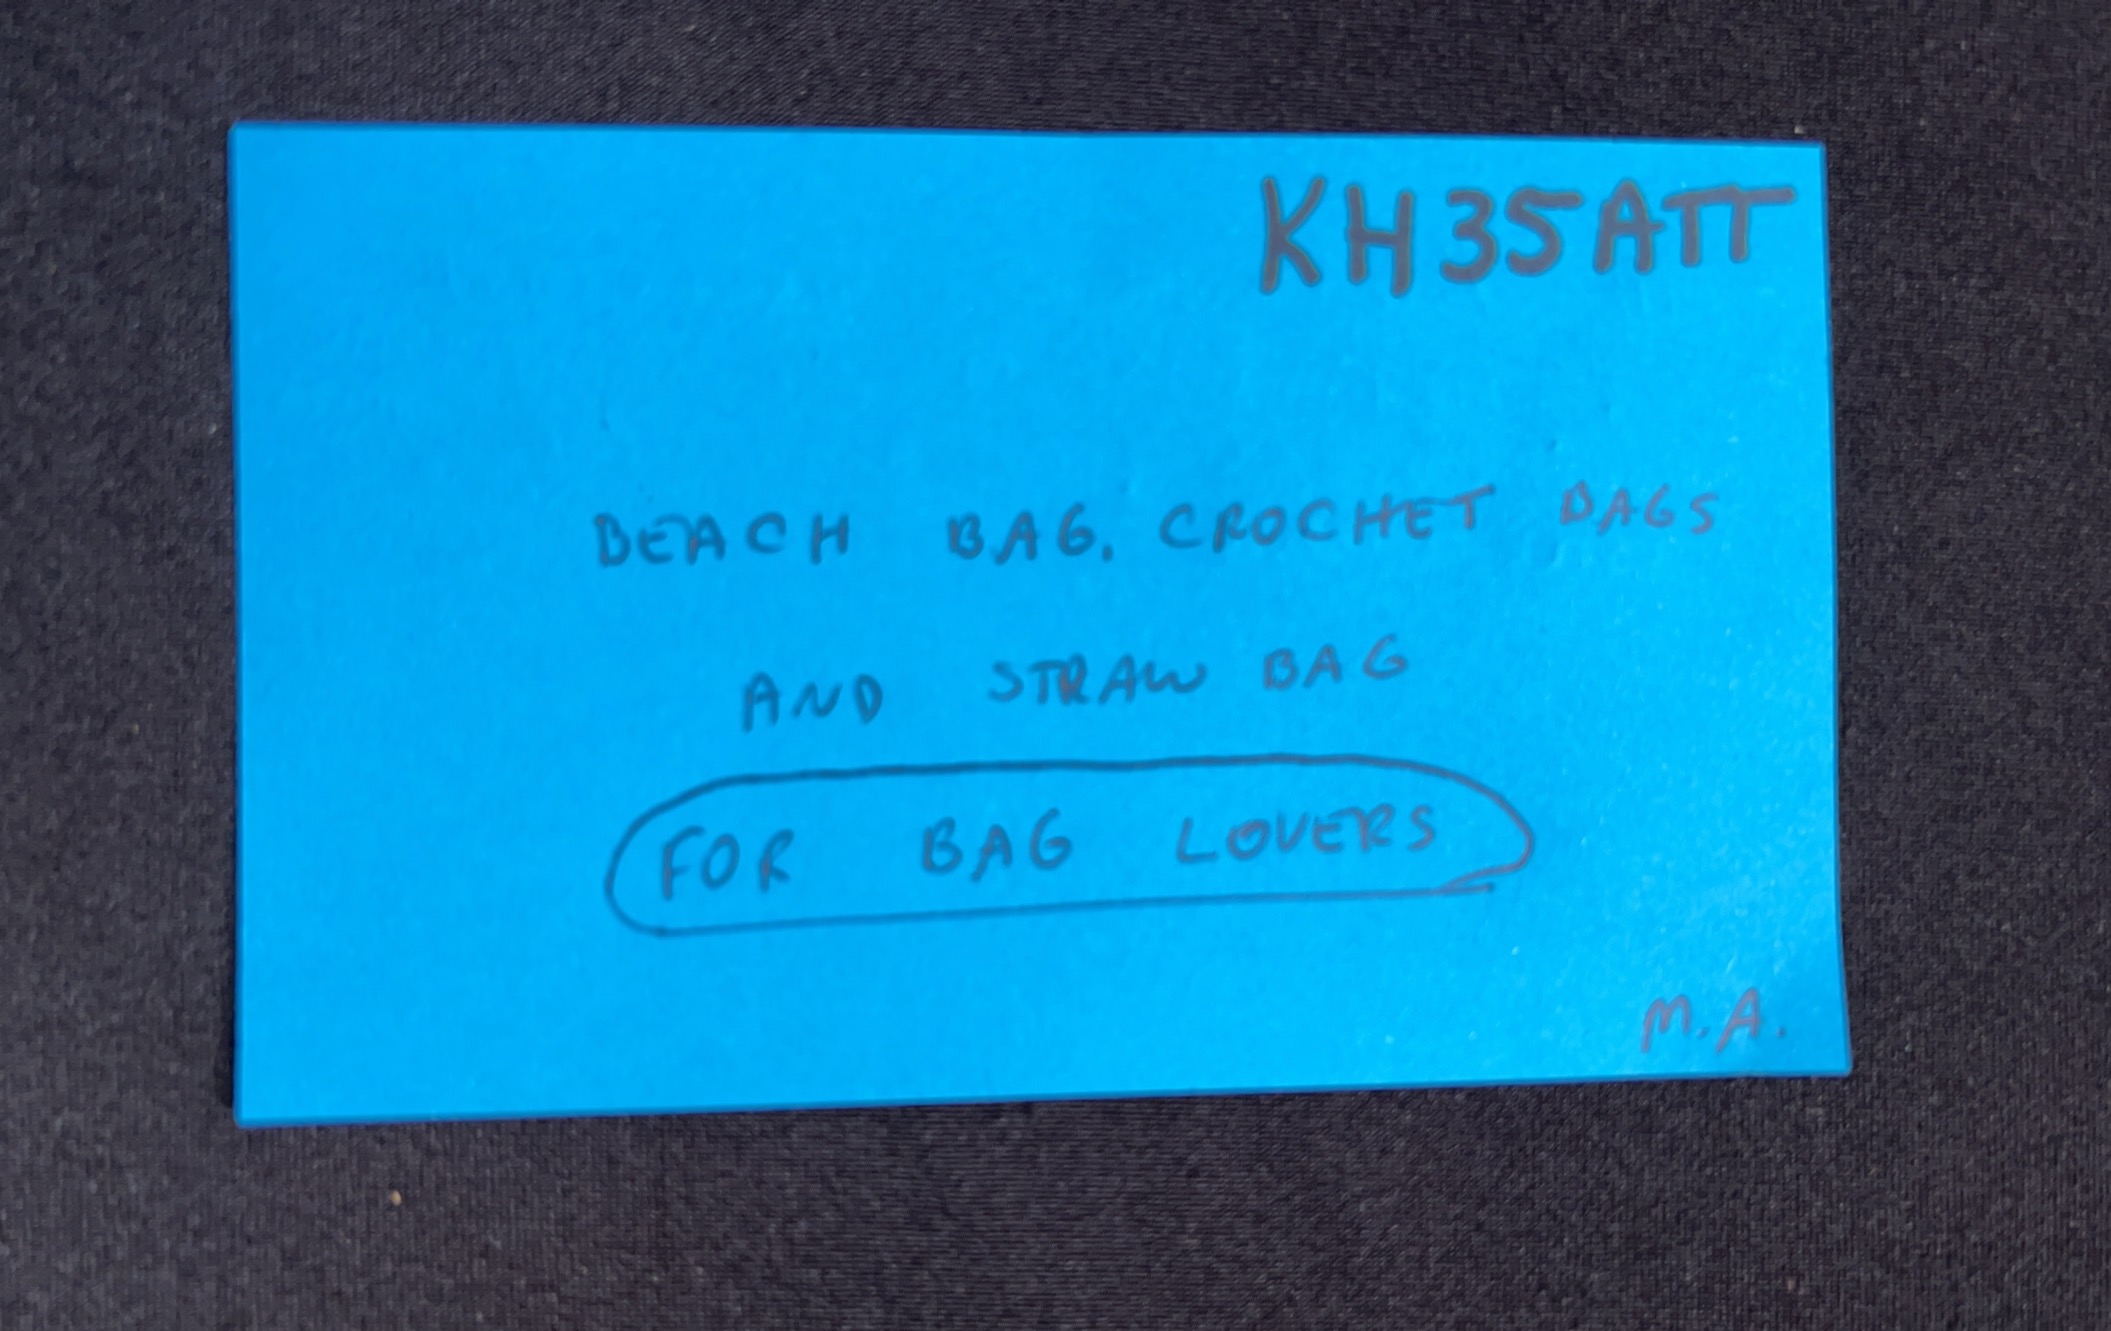 KH35ATT
BEACH BAG, CROCHET BAGS
AND STRAW BAG
FOR BAG LOVERS
M.A.